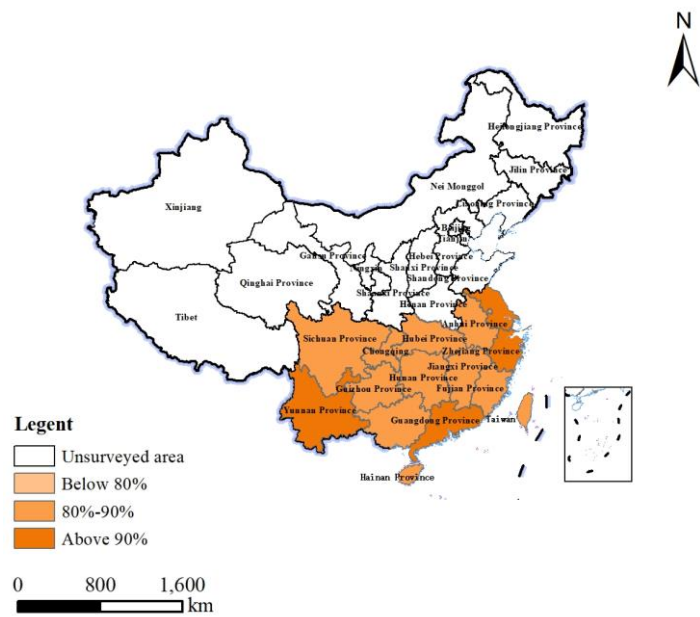 N
Heilongjiang Province
Jilin Province
Nei Monggol
Liaoning Province
Xinjiang
Beijing
Tianjin
Gansu Province
Hebei Province
Ningxia
Shanxi Province
Shandong Province
Qinghai Province
Shaanxi Province
Henan Province
Tibet
Anhui Province
Sichuan Province
Hubei Province
Chongqing
Zhejiang Province
Jiangxi Province
Hunan Province
Guizhou Province
Fujian Province
Yunnan Province
Guangdong Province
Taiwan
Hainan Province
Legent
Unsurveyed area
Below 80%
80%-90%
Above 90%
0 800 1,600
km